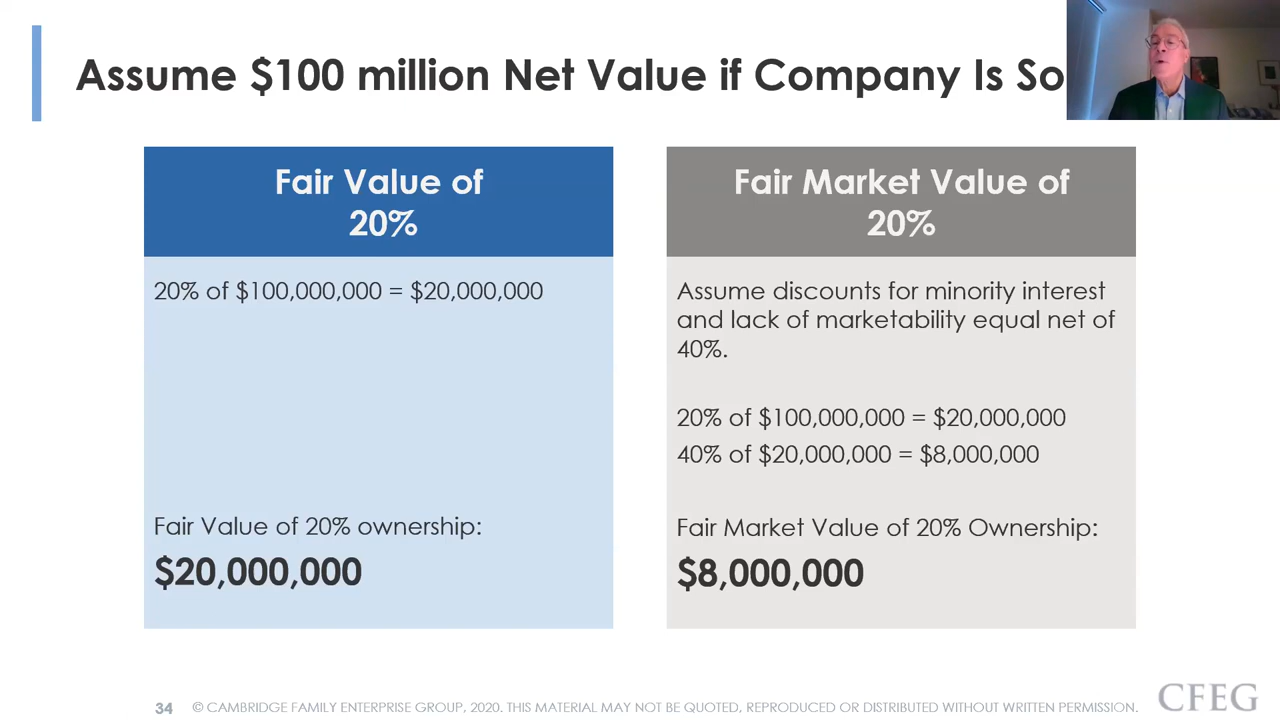 Assume $100 million Net Value if Company Is So
Fair Value of
20%
20% of $100,000,000 = $20,000,000
Fair Value of 20% ownership:
$20,000,000
Fair Market Value of
20%
Assume discounts for minority interest
and lack of marketability equal net of
40%.
20% of $100,000,000 = $20,000,000
40% of $20,000,000 = $8,000,000
Fair Market Value of 20% Ownership:
$8,000,000
34
© CAMBRIDGE FAMILY ENTERPRISE GROUP, 2020. THIS MATERIAL MAY NOT BE QUOTED, REPRODUCED OR DISTRIBUTED WITHOUT WRITTEN PERMISSION.
CFEG